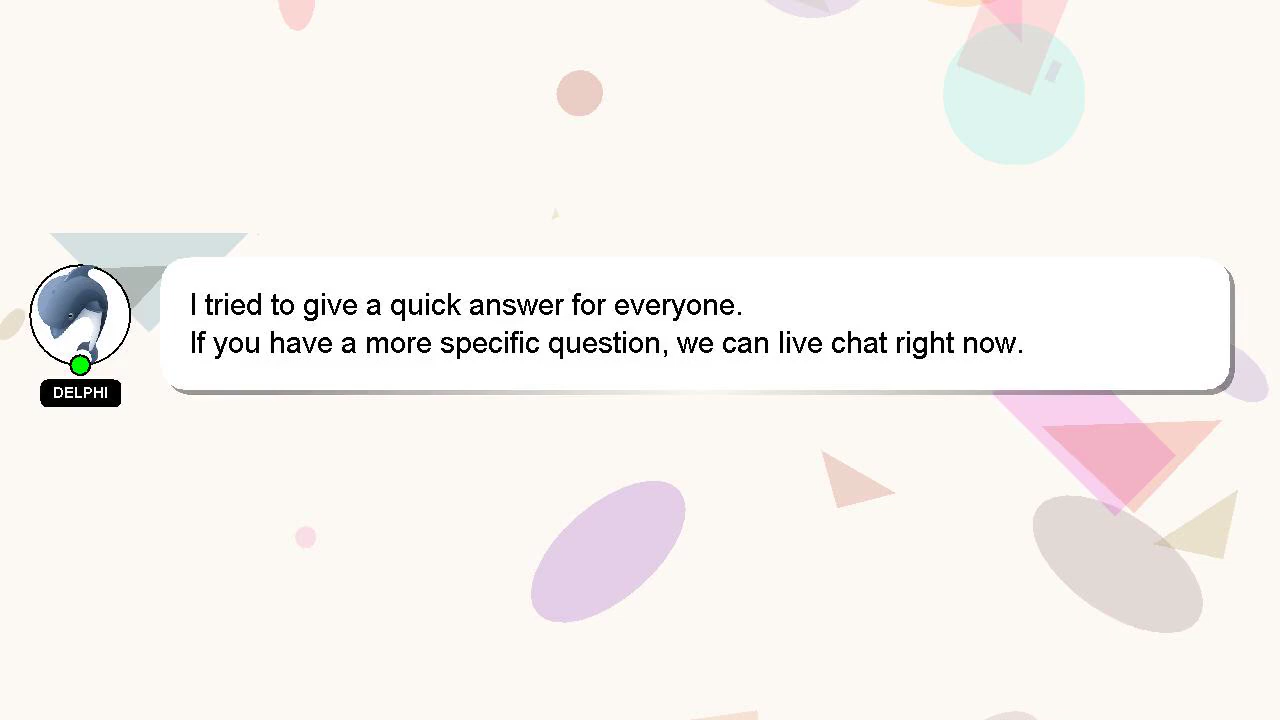 I tried to give a quick answer for everyone.
If you have a more specific question, we can live chat right now.
DELPHI